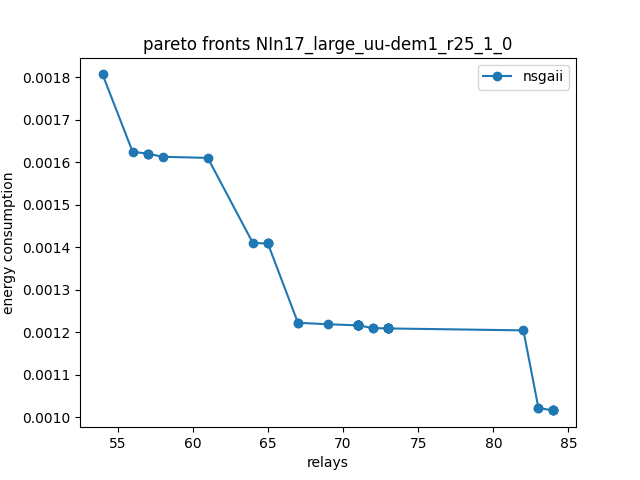 pareto fronts NIn17_large_uu-dem1_r25_1_0
nsgaii
0.0018
0.0017
0.0016
0.0015
0.0014
0.0013
0.0012
0.0011
0.0010
energy consumption
55 60 65 70 75 80 85
relays